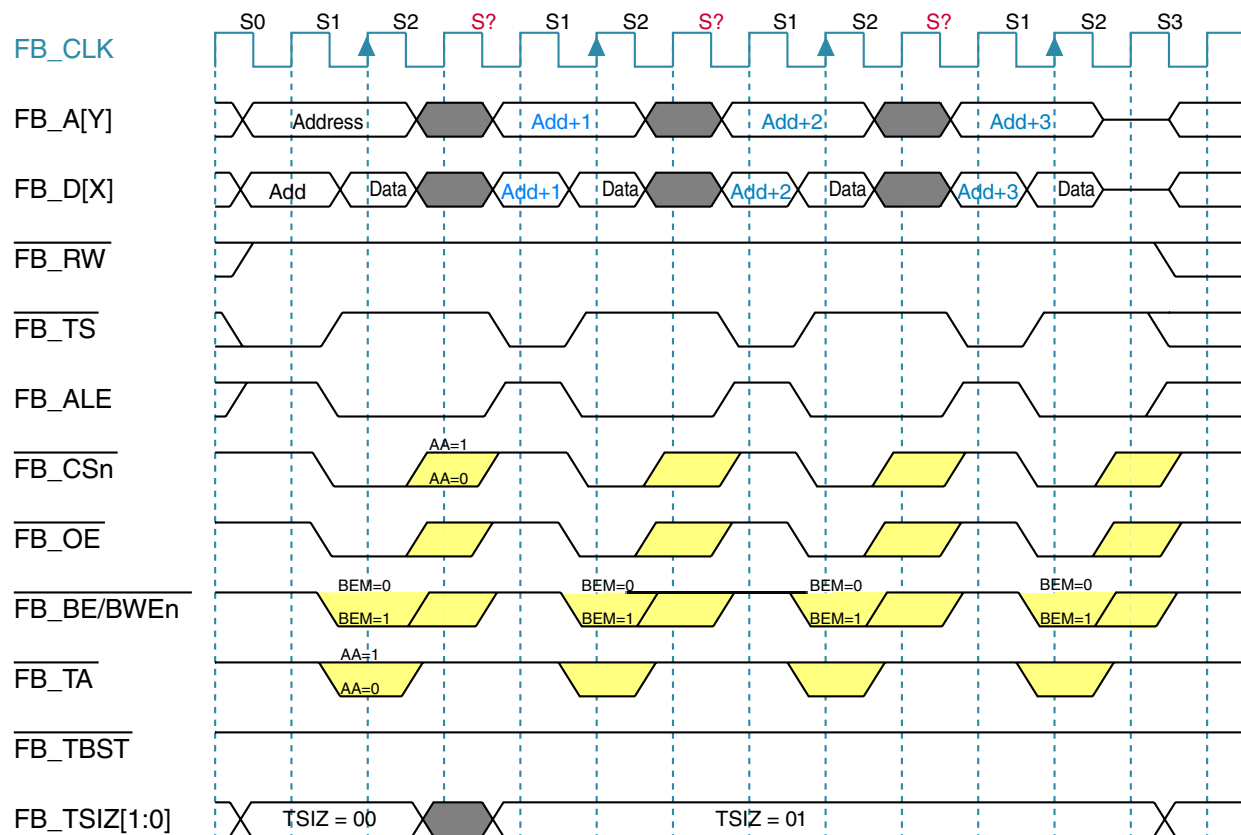 S0 S1 S2 S? S1 S2 S? S1 S2 S? S1 S2 S3
FB_CLK
FB_A[Y] Address Add+1 Add+2 Add+3
FB_D[X] Add Data Add+1 Data Add+2 Data Add+3 Data
FB_RW
FB_TS
FB_ALE
AA=1
FB_CSn
AA=0
FB_OE
BEM=0 BEM=0 BEM=0 BEM=0
FB_BE/BWEn
BEM=1 BEM=1 BEM=1 BEM=1
AA=1
FB_TA
AA=0
FB_TBST
FB_TSIZ[1:0] TSIZ = 00 TSIZ = 01